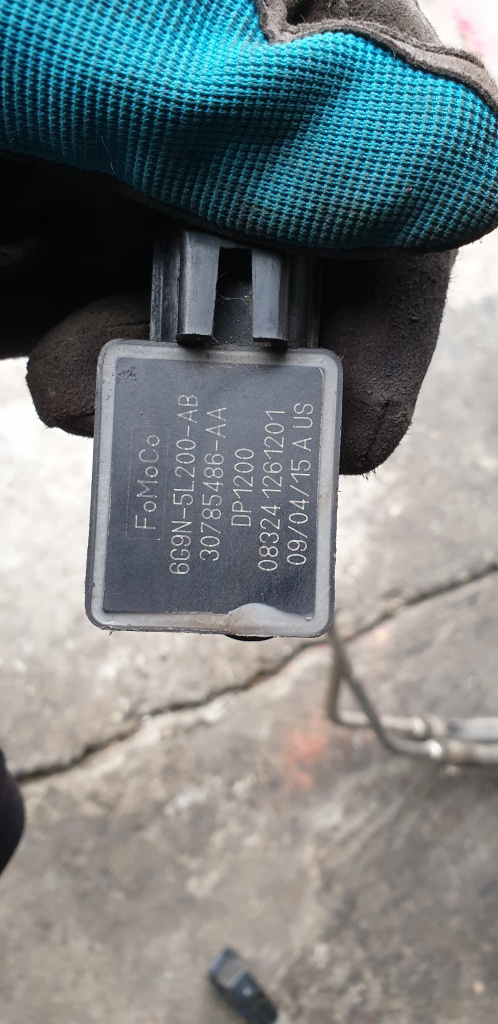 FoMoCo
6G9N-5L200-AB
30785486-AA
DP1200
08324 1261201
09/04/15 A US